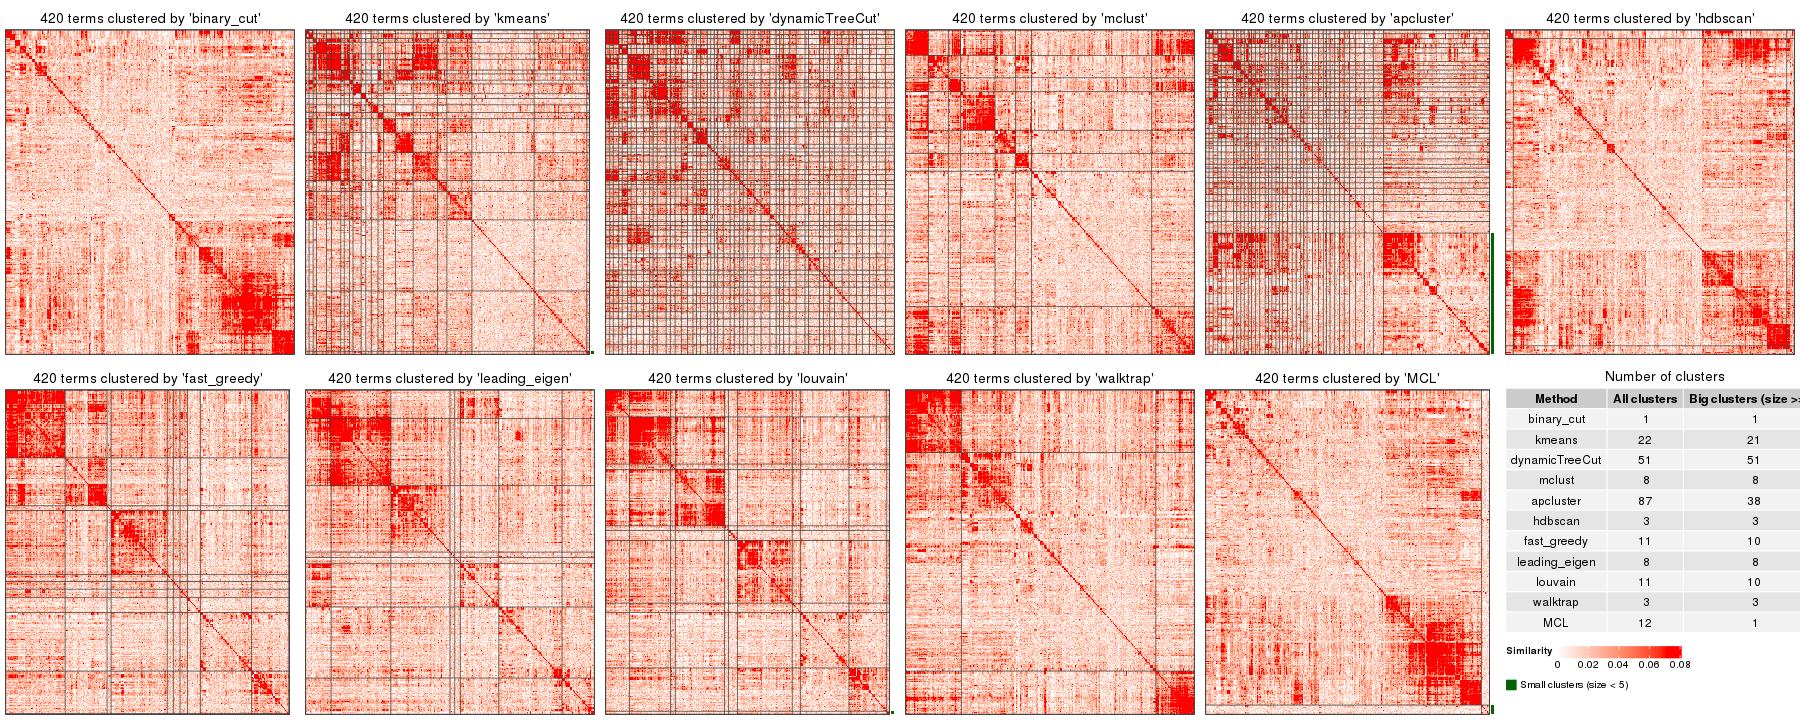 420 terms clustered by 'binary_cut'
420 terms clustered by 'kmeans'
420 terms clustered by 'dynamicTreeCut'
420 terms clustered by 'mclust'
420 terms clustered by 'apcluster'
420 terms clustered by 'hdbscan'
420 terms clustered by 'fast_greedy'
420 terms clustered by 'leading_eigen'
420 terms clustered by 'louvain'
420 terms clustered by 'walktrap'
420 terms clustered by 'MCL'
Number of clusters
Method All clusters Big clusters (size >
binary_cut 1 1
kmeans 22 21
dynamicTreeCut 51 51
mclust 8 8
apcluster 87 38
hdbscan 3 3
fast_greedy 11 10
leading_eigen 8 8
louvain 11 10
walktrap 3 3
MCL 12 1
Similarity
0 0.02 0.04 0.06 0.08
Small clusters (size < 5)